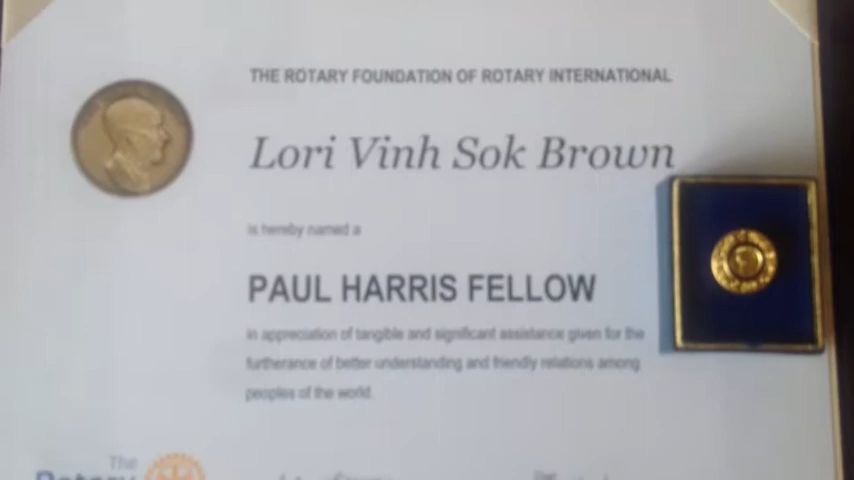 THE ROTARY FOUNDATION OF ROTARY INTERNATIONAL
Lori Vinh Sok Brown
is hereby named a
PAUL HARRIS FELLOW
in appreciation of tangible and significant assistance given for the
furtherance of better understanding and friendly relations among
peoples of the world.
The
Rotary